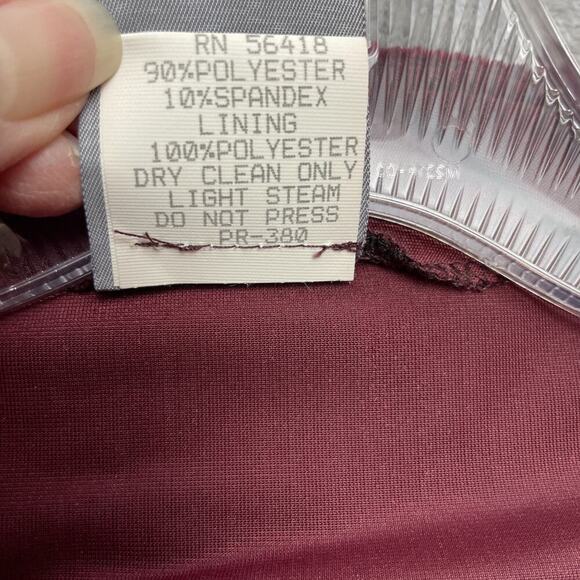 RN 56418
90%POLYESTER
10%SPANDEX
LINING
100%POLYESTER
DRY CLEAN ONLY
LIGHT STEAM
DO NOT PRESS
PR-380